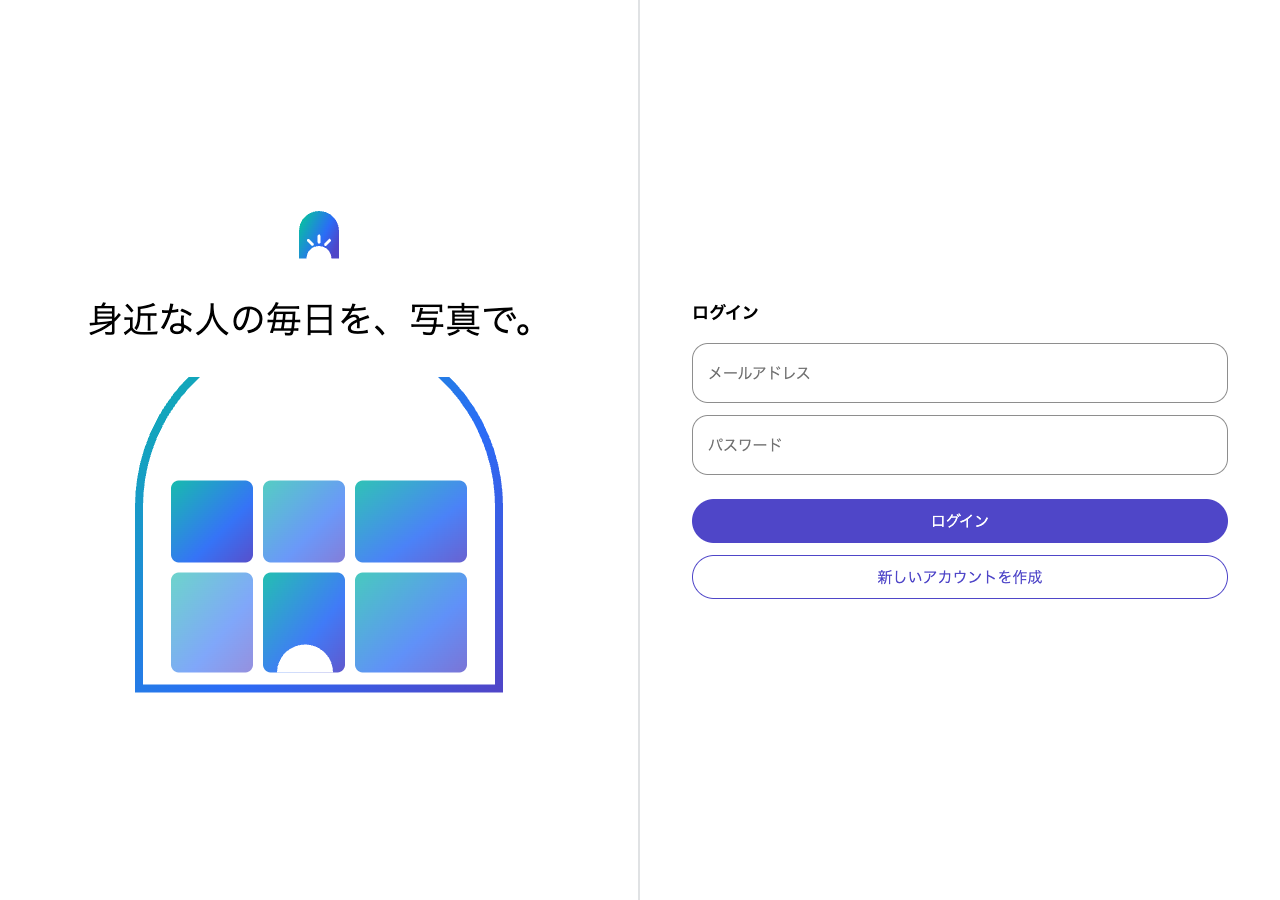 身近な人の毎日を、写真で。
ログイン
メールアドレス
パスワード
ログイン
新しいアカウントを作成